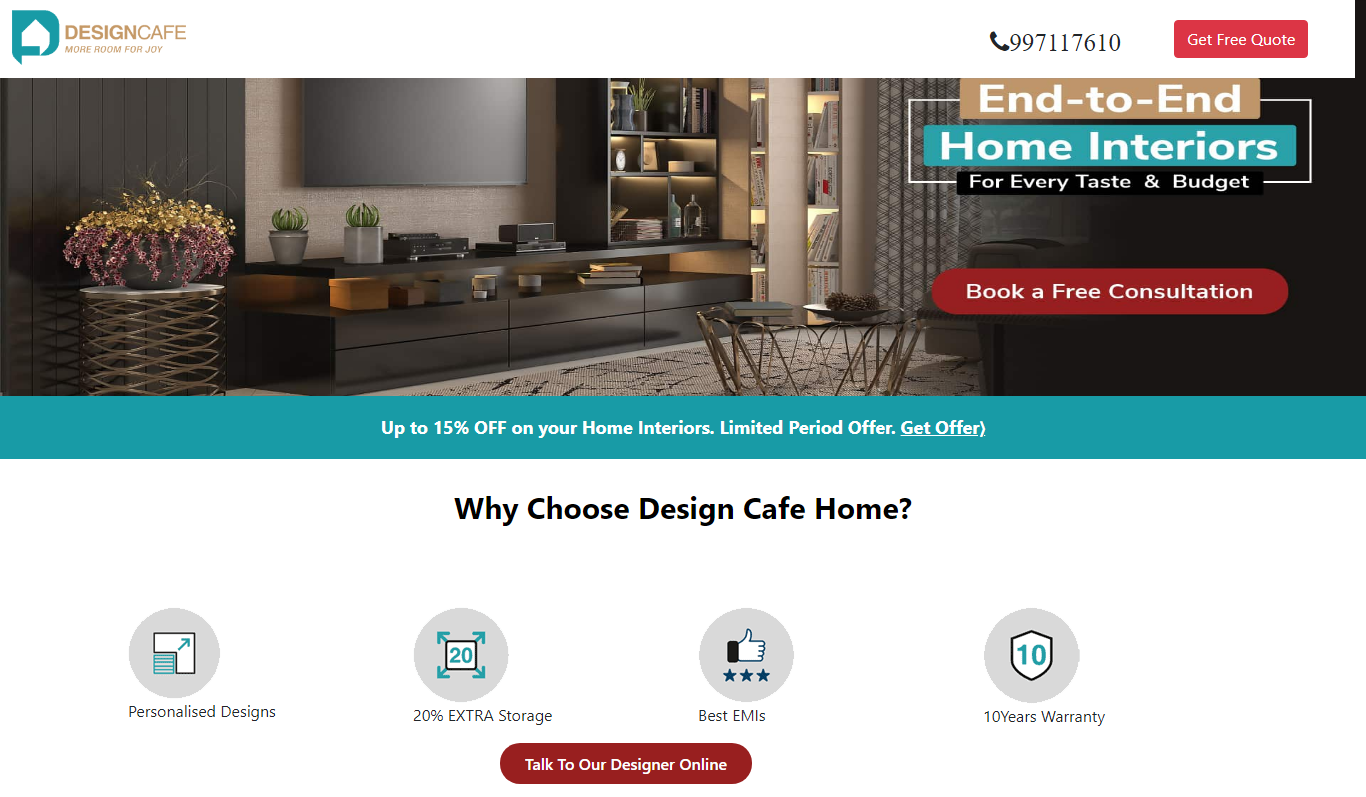 DESIGNCAFE
MORE ROOM FOR JOY
997117610
Get Free Quote
End-to-End
Home Interiors
For Every Taste & Budget
Book a Free Consultation
Up to 15% OFF on your Home Interiors. Limited Period Offer. Get Offer⟩
Why Choose Design Cafe Home?
20
10
Personalised Designs
20% EXTRA Storage
Best EMIs
10Years Warranty
Talk To Our Designer Online